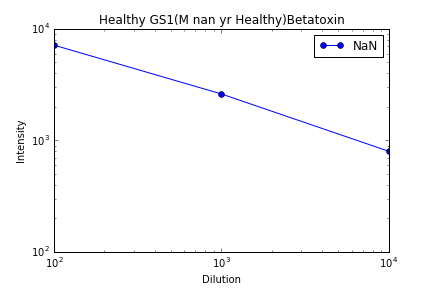 Healthy GS1(M nan yr Healthy)Betatoxin
10^4
NaN
10^3
Intensity
10^2
10^2 10^3 10^4
Dilution